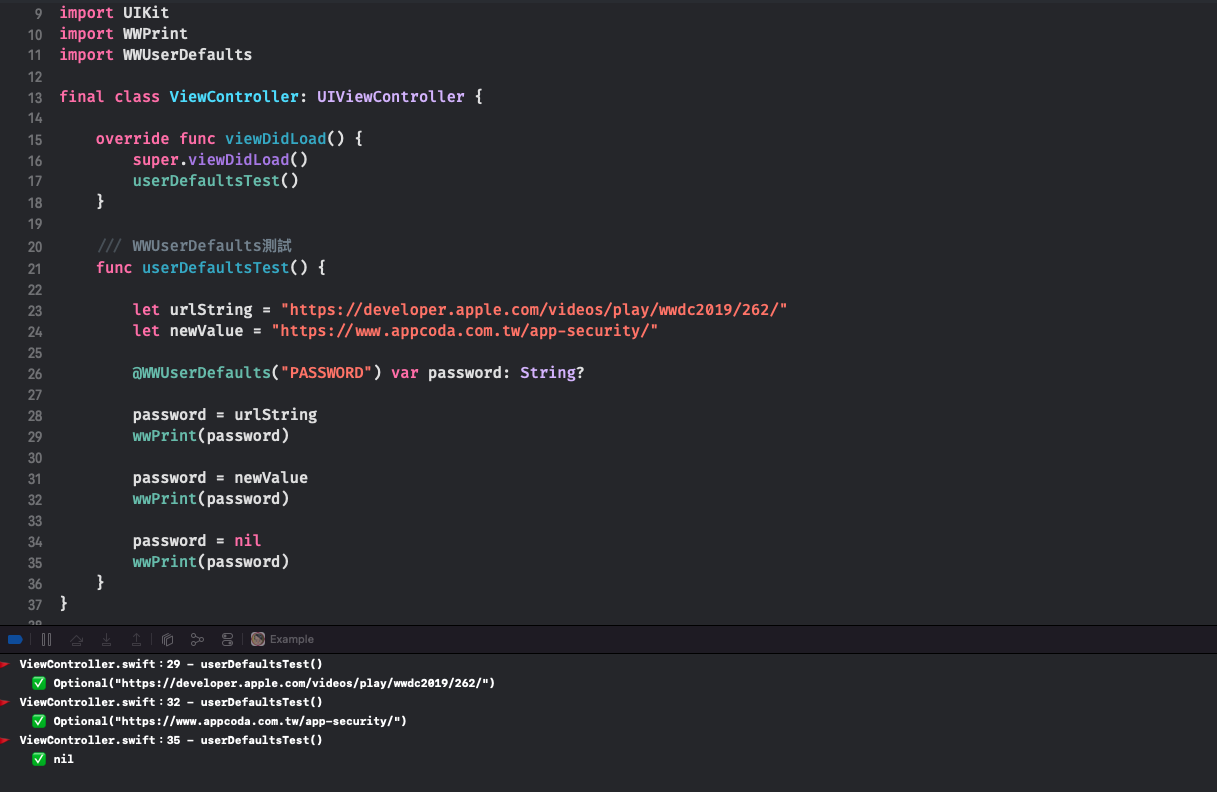 9 import UIKit
10 import WWPrint
11 import WWUserDefaults
12
13 final class ViewController: UIViewController {
14
15     override func viewDidLoad() {
16         super.viewDidLoad()
17         userDefaultsTest()
18     }
19
20     /// WWUserDefaults測試
21     func userDefaultsTest() {
22
23         let urlString = "https://developer.apple.com/videos/play/wwdc2019/262/"
24         let newValue = "https://www.appcoda.com.tw/app-security/"
25
26         @WWUserDefaults("PASSWORD") var password: String?
27
28         password = urlString
29         wwPrint(password)
30
31         password = newValue
32         wwPrint(password)
33
34         password = nil
35         wwPrint(password)
36     }
37 }
38
Example
ViewController.swift:29 - userDefaultsTest()
✅ Optional("https://developer.apple.com/videos/play/wwdc2019/262/")
ViewController.swift:32 - userDefaultsTest()
✅ Optional("https://www.appcoda.com.tw/app-security/")
ViewController.swift:35 - userDefaultsTest()
✅ nil